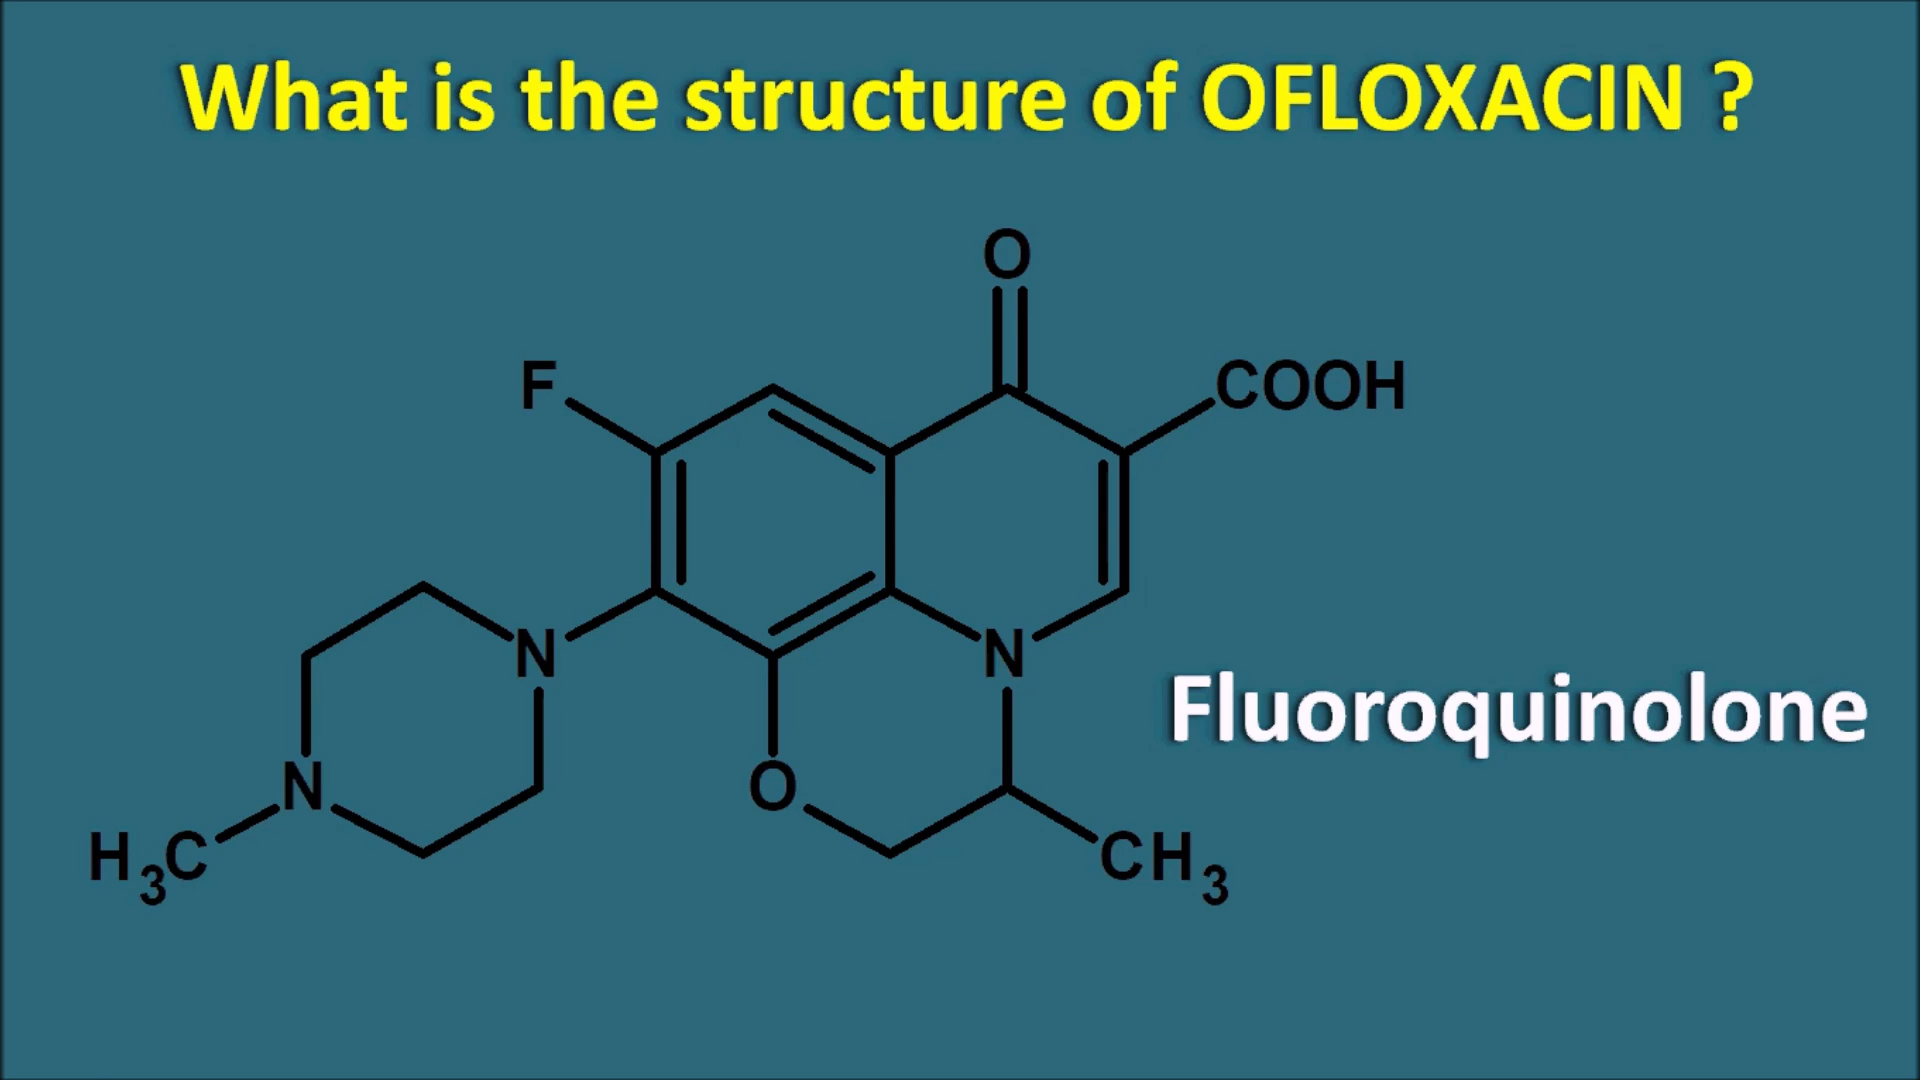 What is the structure of OFLOXACIN ?
O
F
COOH
N
N
Fluoroquinolone
N
O
H3C
CH3